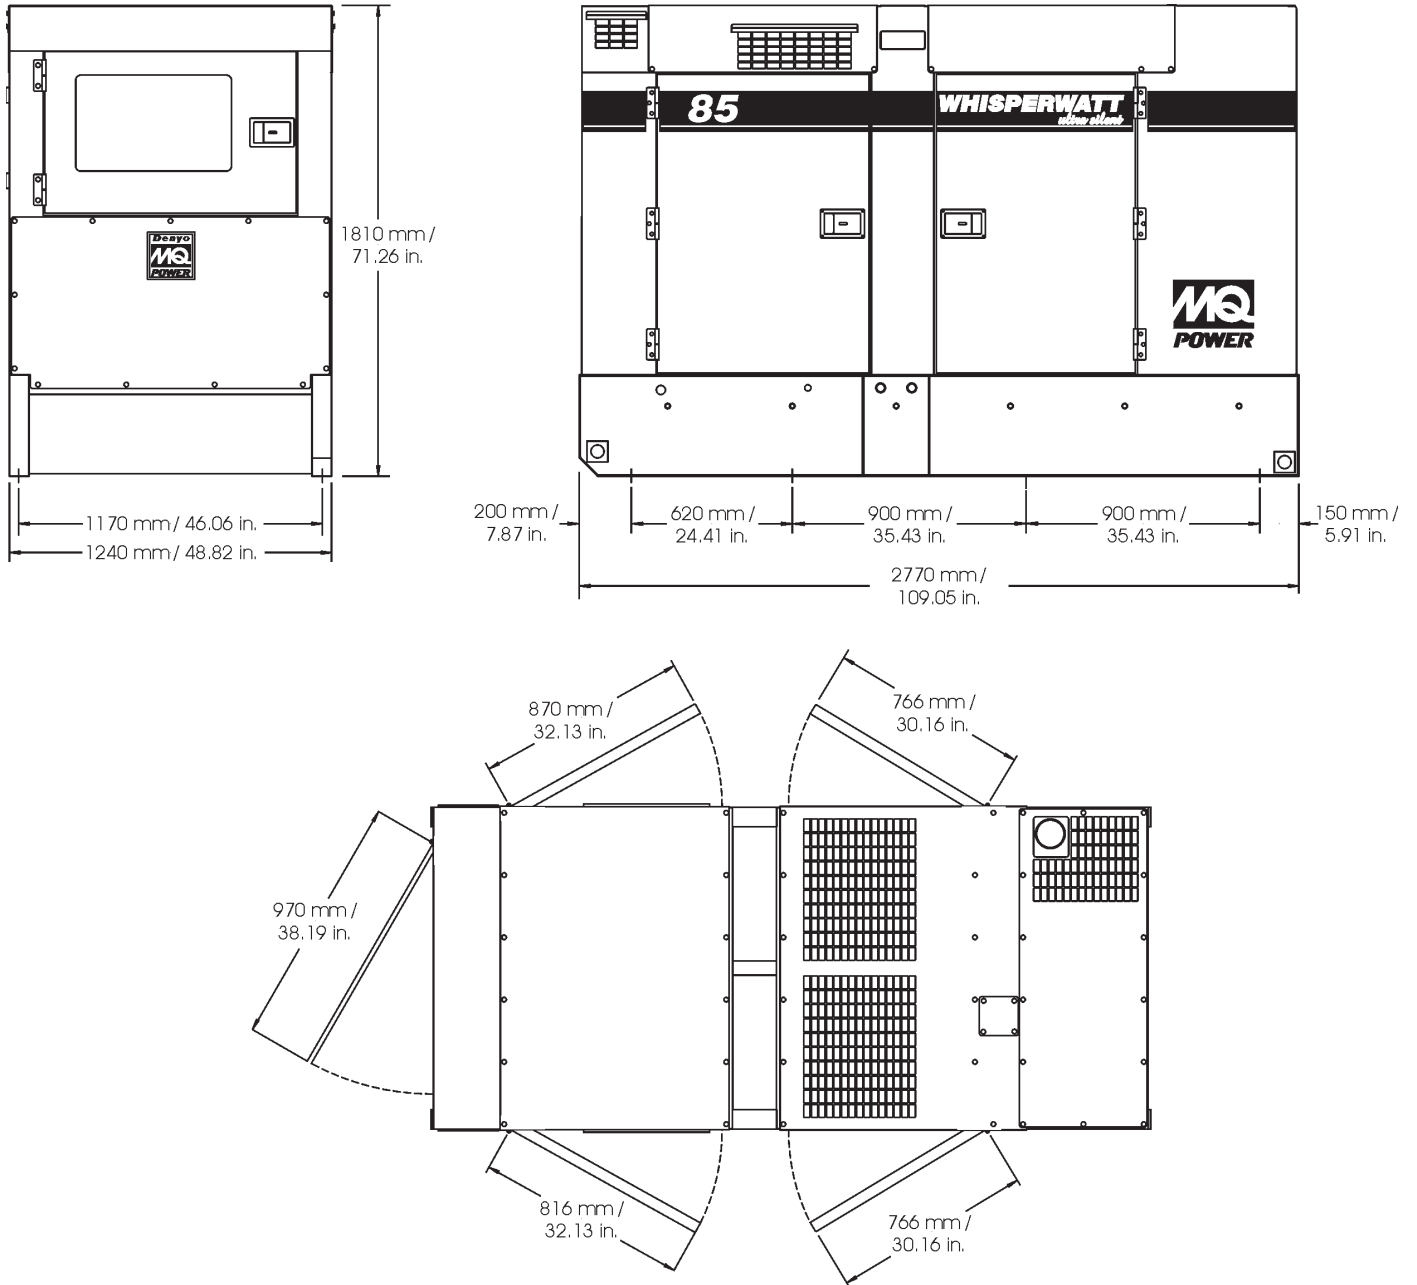 1810 mm /
71.26 in.
Denyo
MQ
POWER
1170 mm / 46.06 in.
1240 mm / 48.82 in.
85
WHISPERWATT
ultra silent
MQ
POWER
200 mm /
7.87 in.
620 mm /
24.41 in.
900 mm /
35.43 in.
900 mm /
35.43 in.
150 mm /
5.91 in.
2770 mm /
109.05 in.
870 mm /
32.13 in.
766 mm /
30.16 in.
970 mm /
38.19 in.
816 mm /
32.13 in.
766 mm /
30.16 in.